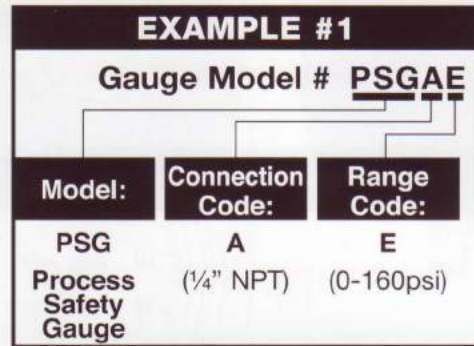 EXAMPLE #1
Gauge Model # PSGAE
Model:
Connection
Code:
Range
Code:
PSG
A
E
Process
Safety
Gauge
(¼" NPT)
(0-160psi)